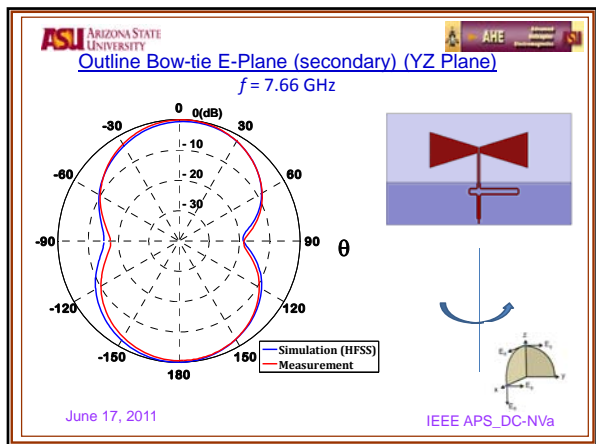 ASU ARIZONA STATE UNIVERSITY
AHE ASU
Outline Bow-tie E-Plane (secondary) (YZ Plane)
f = 7.66 GHz
0
0(dB)
-30
30
- 10
-60
60
- 20
- 30
-90
90
θ
-120
120
-150
150
180
Simulation (HFSS)
Measurement
z
y
x
June 17, 2011
IEEE APS_DC-NVa